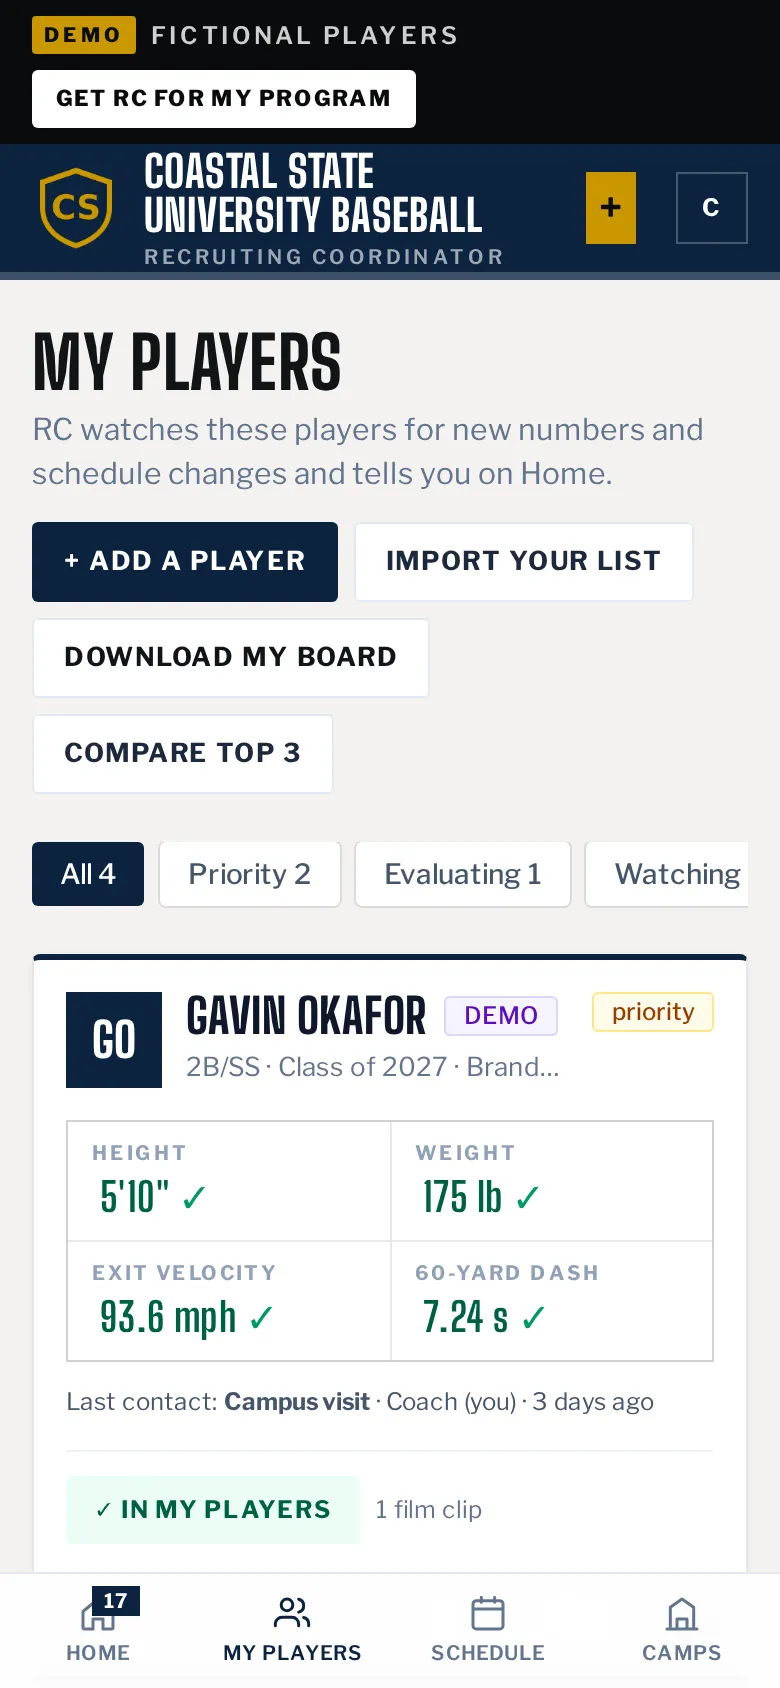 DEMO FICTIONAL PLAYERS
GET RC FOR MY PROGRAM
CS
COASTAL STATE
UNIVERSITY BASEBALL
RECRUITING COORDINATOR
+
C
MY PLAYERS
RC watches these players for new numbers and
schedule changes and tells you on Home.
+ ADD A PLAYER
IMPORT YOUR LIST
DOWNLOAD MY BOARD
COMPARE TOP 3
All 4
Priority 2
Evaluating 1
Watching
GO
GAVIN OKAFOR
DEMO
priority
2B/SS · Class of 2027 · Brand...
HEIGHT
5'10" ✓
WEIGHT
175 lb ✓
EXIT VELOCITY
93.6 mph ✓
60-YARD DASH
7.24 s ✓
Last contact: Campus visit · Coach (you) · 3 days ago
✓ IN MY PLAYERS
1 film clip
17
HOME
MY PLAYERS
SCHEDULE
CAMPS